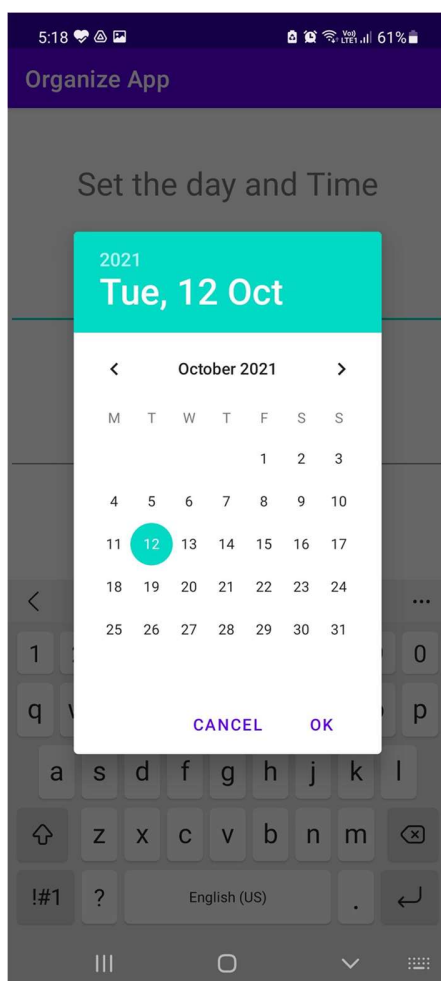 5:18 Vo)) LTE1 61%
Organize App
Set the day and Time
2021
Tue, 12 Oct
October 2021
M T W T F S S
1 2 3
4 5 6 7 8 9 10
11 12 13 14 15 16 17
18 19 20 21 22 23 24
25 26 27 28 29 30 31
CANCEL OK
1 0
q p
a s d f g h j k l
z x c v b n m
!#1 ? English (US) .